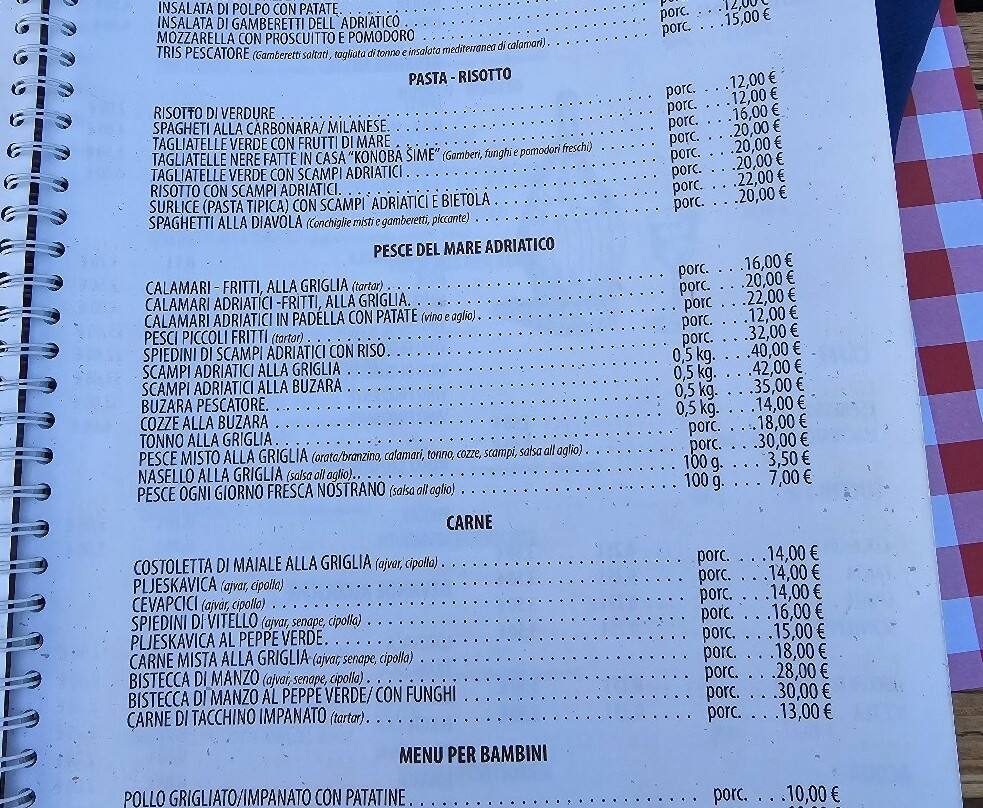 INSALATA DI POLPO CON PATATE
INSALATA DI GAMBERETTI DELL`ADRIATICO
MOZZARELLA CON PROSCUITTO E POMODORO porc. 12,00 €
TRIS PESCATORE (Gamberetti saltati , tagliata di tonno e insalata mediterranea di calamari) porc. 15,00 €
PASTA - RISOTTO
RISOTTO DI VERDURE porc. 12,00 €
SPAGHETI ALLA CARBONARA/ MILANESE porc. 12,00 €
TAGLIATELLE VERDE CON FRUTTI DI MARE porc. 16,00 €
TAGLIATELLE NERE FATTE IN CASA "KONOBA ŠIME" (Gamberi, funghi e pomodori freschi) porc. 20,00 €
TAGLIATELLE VERDE CON SCAMPI ADRIATICI porc. 20,00 €
RISOTTO CON SCAMPI ADRIATICI porc. 20,00 €
SURLICE (PASTA TIPICA) CON SCAMPI ADRIATICI E BIETOLA porc. 22,00 €
SPAGHETTI ALLA DIAVOLA (Conchiglie misti e gamberetti, piccante) porc. 20,00 €
PESCE DEL MARE ADRIATICO
CALAMARI - FRITTI, ALLA GRIGLIA (tartar) porc. 16,00 €
CALAMARI ADRIATICI -FRITTI, ALLA GRIGLIA porc. 20,00 €
CALAMARI ADRIATICI IN PADELLA CON PATATE (vino e aglio) porc 22,00 €
PESCI PICCOLI FRITTI (tartar) porc. 12,00 €
SPIEDINI DI SCAMPI ADRIATICI CON RISO porc. 32,00 €
SCAMPI ADRIATICI ALLA GRIGLIA 0,5 kg. 40,00 €
SCAMPI ADRIATICI ALLA BUZARA 0,5 kg. 42,00 €
BUZARA PESCATORE 0,5 kg. 35,00 €
COZZE ALLA BUZARA 0,5 kg. 14,00 €
TONNO ALLA GRIGLIA porc. 18,00 €
PESCE MISTO ALLA GRIGLIA (orata/branzino, calamari, tonno, cozze, scampi, salsa all aglio) porc. 30,00 €
NASELLO ALLA GRIGLIA (salsa all aglio) 100 g. 3,50 €
PESCE OGNI GIORNO FRESCA NOSTRANO (salsa all aglio) 100 g. 7,00 €
CARNE
COSTOLETTA DI MAIALE ALLA GRIGLIA (ajvar, cipolla) porc. 14,00 €
PLJESKAVICA (ajvar, cipolla) porc. 14,00 €
CEVAPCICI (ajvar, cipolla) porc. 14,00 €
SPIEDINI DI VITELLO (ajvar, senape, cipolla) porc. 16,00 €
PLJESKAVICA AL PEPPE VERDE porc. 15,00 €
CARNE MISTA ALLA GRIGLIA (ajvar, senape, cipolla) porc. 18,00 €
BISTECCA DI MANZO (ajvar, senape, cipolla) porc. 28,00 €
BISTECCA DI MANZO AL PEPPE VERDE/ CON FUNGHI porc. 30,00 €
CARNE DI TACCHINO IMPANATO (tartar) porc. 13,00 €
MENU PER BAMBINI
POLLO GRIGLIATO/IMPANATO CON PATATINE porc. 10,00 €